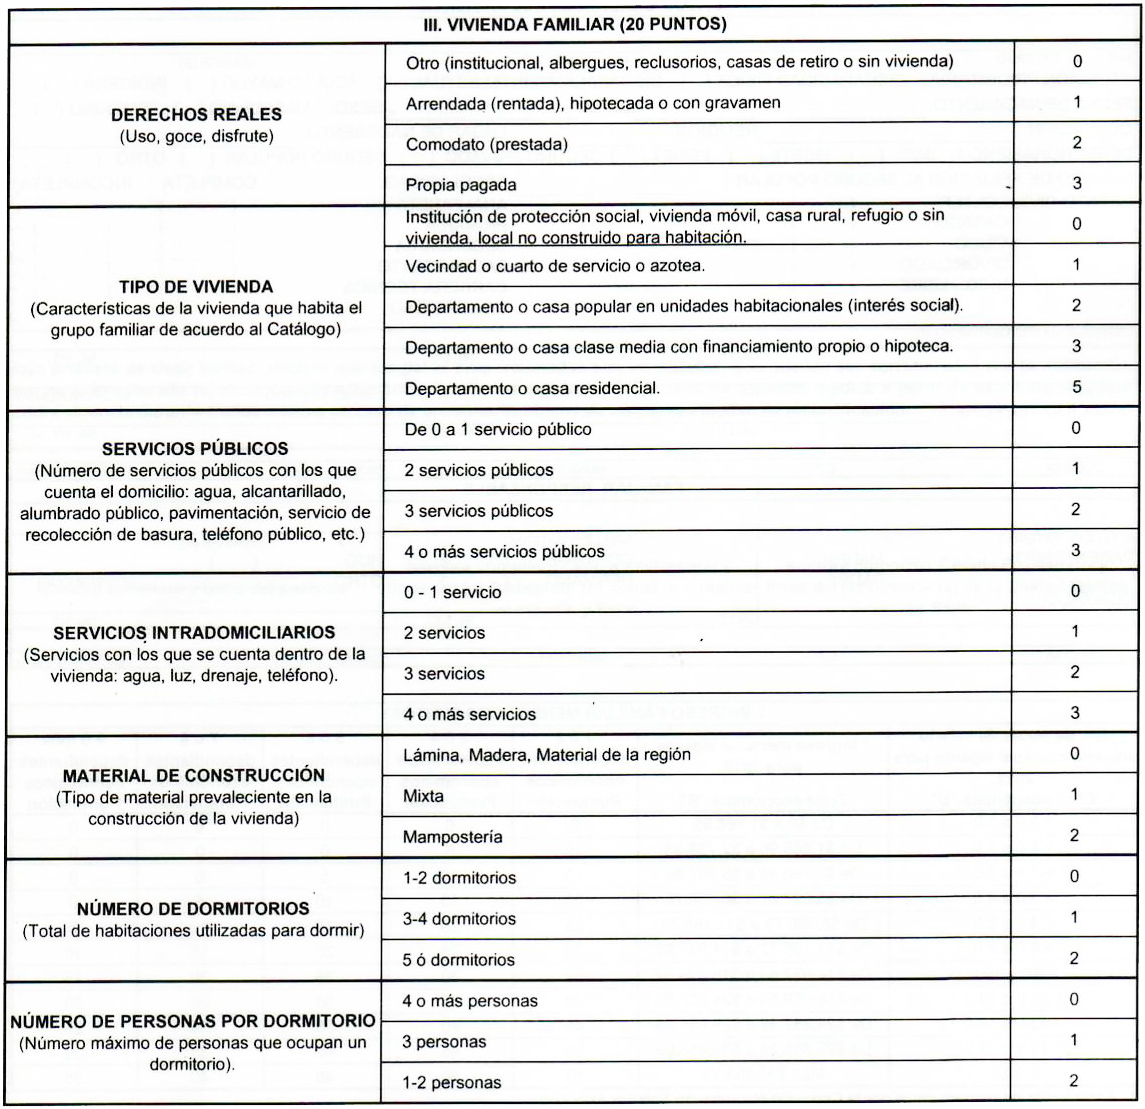 III. VIVIENDA FAMILIAR (20 PUNTOS)
DERECHOS REALES
(Uso, goce, disfrute)
Otro (institucional, albergues, reclusorios, casas de retiro o sin vivienda) 0
Arrendada (rentada), hipotecada o con gravamen 1
Comodato (prestada) 2
Propia pagada 3
TIPO DE VIVIENDA
(Características de la vivienda que habita el
grupo familiar de acuerdo al Catálogo)
Institución de protección social, vivienda móvil, casa rural, refugio o sin
vivienda, local no construido para habitación. 0
Vecindad o cuarto de servicio o azotea. 1
Departamento o casa popular en unidades habitacionales (interés social). 2
Departamento o casa clase media con financiamiento propio o hipoteca. 3
Departamento o casa residencial. 5
SERVICIOS PÚBLICOS
(Número de servicios públicos con los que
cuenta el domicilio: agua, alcantarillado,
alumbrado público, pavimentación, servicio de
recolección de basura, teléfono público, etc.)
De 0 a 1 servicio público 0
2 servicios públicos 1
3 servicios públicos 2
4 o más servicios públicos 3
SERVICIOS INTRADOMICILIARIOS
(Servicios con los que se cuenta dentro de la
vivienda: agua, luz, drenaje, teléfono).
0 - 1 servicio 0
2 servicios 1
3 servicios 2
4 o más servicios 3
MATERIAL DE CONSTRUCCIÓN
(Tipo de material prevaleciente en la
construcción de la vivienda)
Lámina, Madera, Material de la región 0
Mixta 1
Mampostería 2
NÚMERO DE DORMITORIOS
(Total de habitaciones utilizadas para dormir)
1-2 dormitorios 0
3-4 dormitorios 1
5 ó dormitorios 2
NÚMERO DE PERSONAS POR DORMITORIO
(Número máximo de personas que ocupan un
dormitorio).
4 o más personas 0
3 personas 1
1-2 personas 2